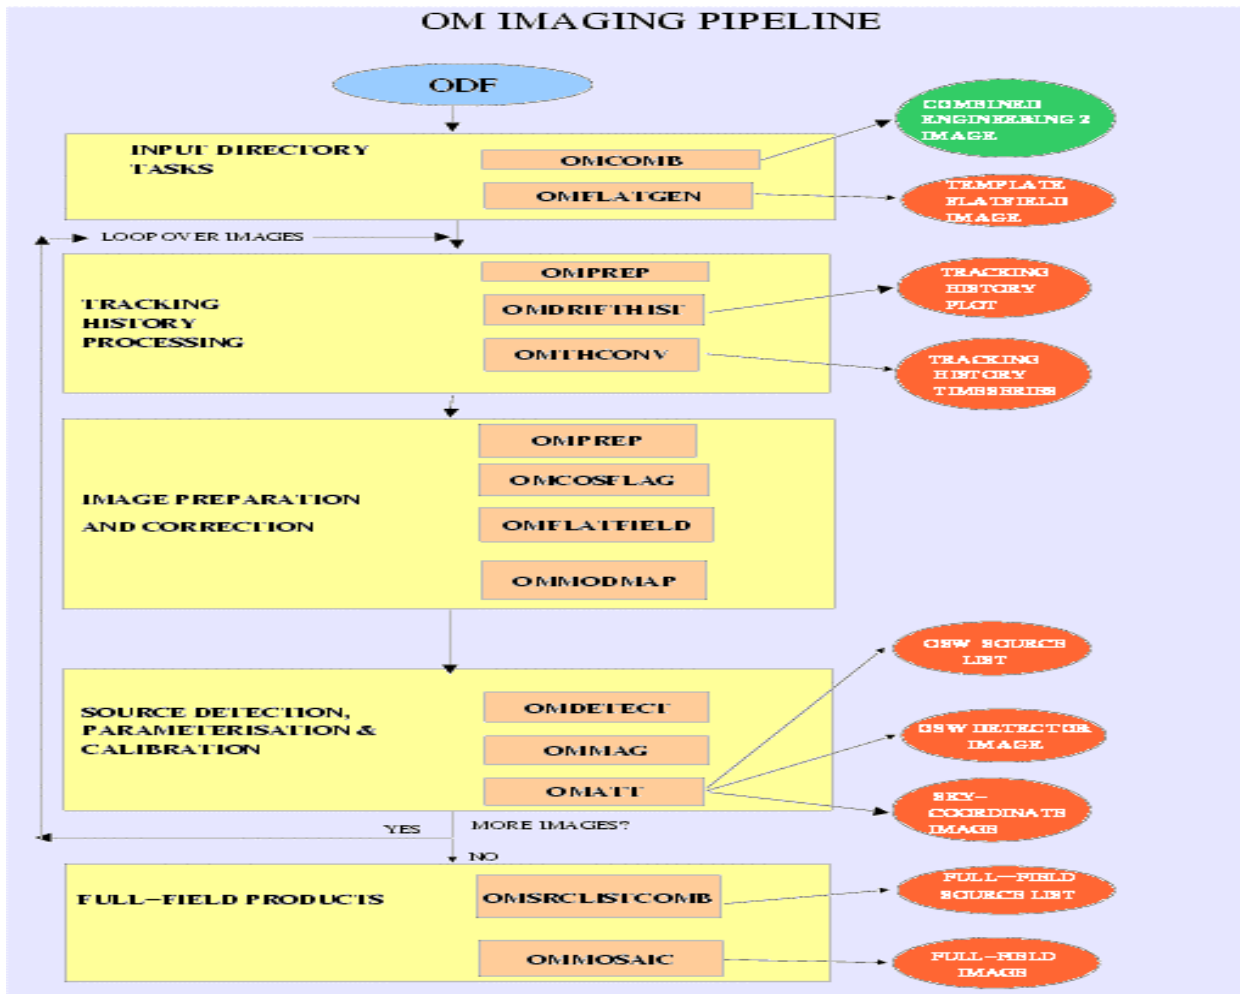 OM IMAGING PIPELINE
ODF
COMBINED
ENGINEERING 2
IMAGE
INPUT DIRECTORY
TASKS
OMCOMB
OMFLATGEN
TEMPLATE
FLATFIELD
IMAGE
LOOP OVER IMAGES
TRACKING
HISTORY
PROCESSING
OMPREP
OMDRIFTHIST
OMTHCONV
TRACKING
HISTORY
PLOT
TRACKING
HISTORY
TIMESERIES
IMAGE PREPARATION
AND CORRECTION
OMPREP
OMCOSFLAG
OMFLATFIELD
OMMODMAP
SOURCE DETECTION,
PARAMETERISATION &
CALIBRATION
OMDETECT
OMMAG
OMATT
OSW SOURCE
LIST
OSW DETECTOR
IMAGE
SKY-
COORDINATE
IMAGE
YES
MORE IMAGES?
NO
FULL-FIELD PRODUCTS
OMSRCLISTCOMB
OMMOSAIC
FULL-FIELD
SOURCE LIST
FULL-FIELD
IMAGE